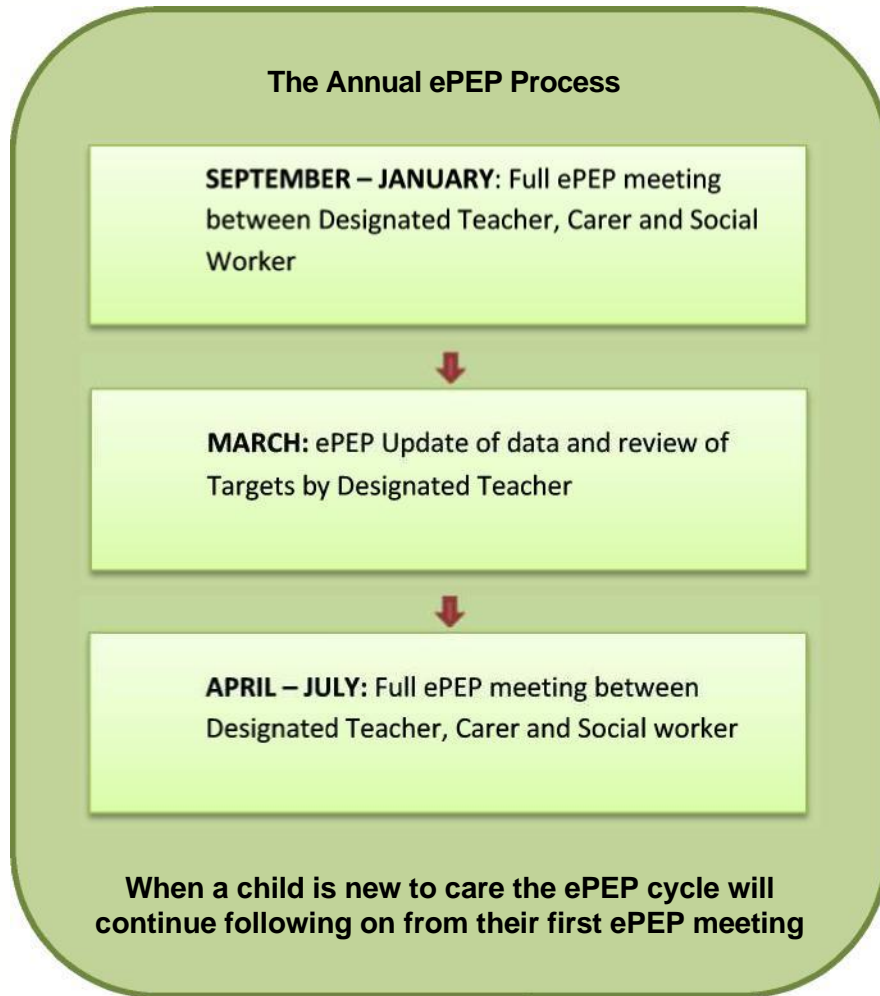 The Annual ePEP Process
SEPTEMBER – JANUARY: Full ePEP meeting
between Designated Teacher, Carer and Social
Worker
MARCH: ePEP Update of data and review of
Targets by Designated Teacher
APRIL – JULY: Full ePEP meeting between
Designated Teacher, Carer and Social worker
When a child is new to care the ePEP cycle will
continue following on from their first ePEP meeting